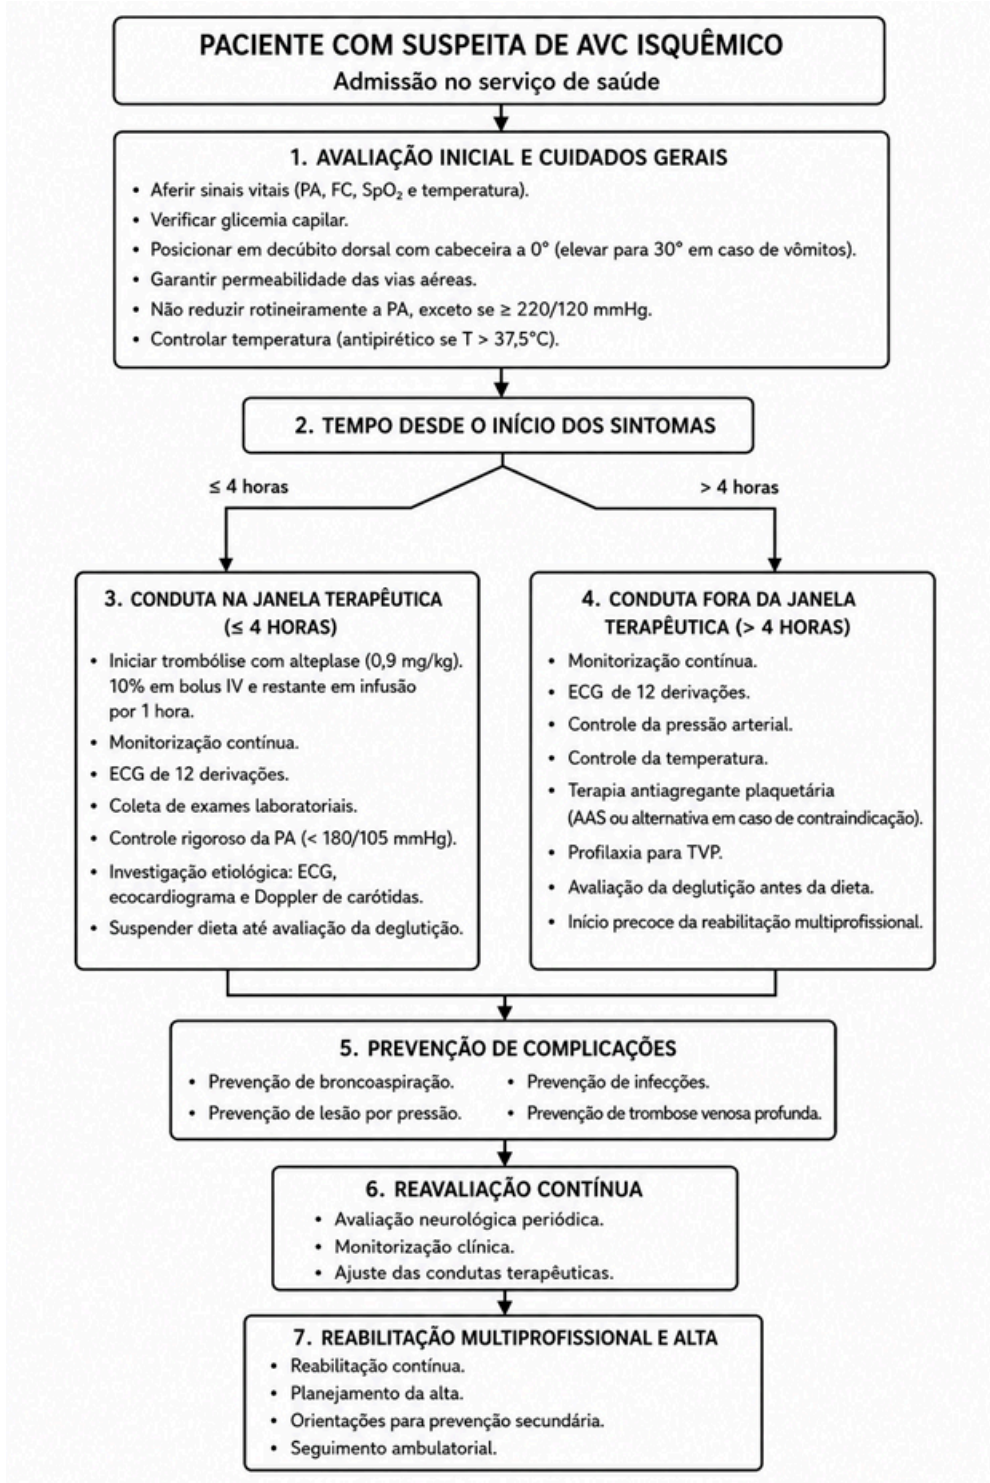 PACIENTE COM SUSPEITA DE AVC ISQUÊMICO
Admissão no serviço de saúde
1. AVALIAÇÃO INICIAL E CUIDADOS GERAIS
• Aferir sinais vitais (PA, FC, SpO₂ e temperatura).
• Verificar glicemia capilar.
• Posicionar em decúbito dorsal com cabeceira a 0° (elevar para 30° em caso de vômitos).
• Garantir permeabilidade das vias aéreas.
• Não reduzir rotineiramente a PA, exceto se ≥ 220/120 mmHg.
• Controlar temperatura (antipirético se T > 37,5°C).
2. TEMPO DESDE O INÍCIO DOS SINTOMAS
≤ 4 horas
> 4 horas
3. CONDUTA NA JANELA TERAPÊUTICA
(≤ 4 HORAS)
• Iniciar trombólise com alteplase (0,9 mg/kg).
10% em bolus IV e restante em infusão
por 1 hora.
• Monitorização contínua.
• ECG de 12 derivações.
• Coleta de exames laboratoriais.
• Controle rigoroso da PA (< 180/105 mmHg).
• Investigação etiológica: ECG,
ecocardiograma e Doppler de carótidas.
• Suspender dieta até avaliação da deglutição.
4. CONDUTA FORA DA JANELA
TERAPÊUTICA (> 4 HORAS)
• Monitorização contínua.
• ECG de 12 derivações.
• Controle da pressão arterial.
• Controle da temperatura.
• Terapia antiagregante plaquetária
(AAS ou alternativa em caso de contraindicação).
• Profilaxia para TVP.
• Avaliação da deglutição antes da dieta.
• Início precoce da reabilitação multiprofissional.
5. PREVENÇÃO DE COMPLICAÇÕES
• Prevenção de broncoaspiração.
• Prevenção de lesão por pressão.
• Prevenção de infecções.
• Prevenção de trombose venosa profunda.
6. REAVALIAÇÃO CONTÍNUA
• Avaliação neurológica periódica.
• Monitorização clínica.
• Ajuste das condutas terapêuticas.
7. REABILITAÇÃO MULTIPROFISSIONAL E ALTA
• Reabilitação contínua.
• Planejamento da alta.
• Orientações para prevenção secundária.
• Seguimento ambulatorial.